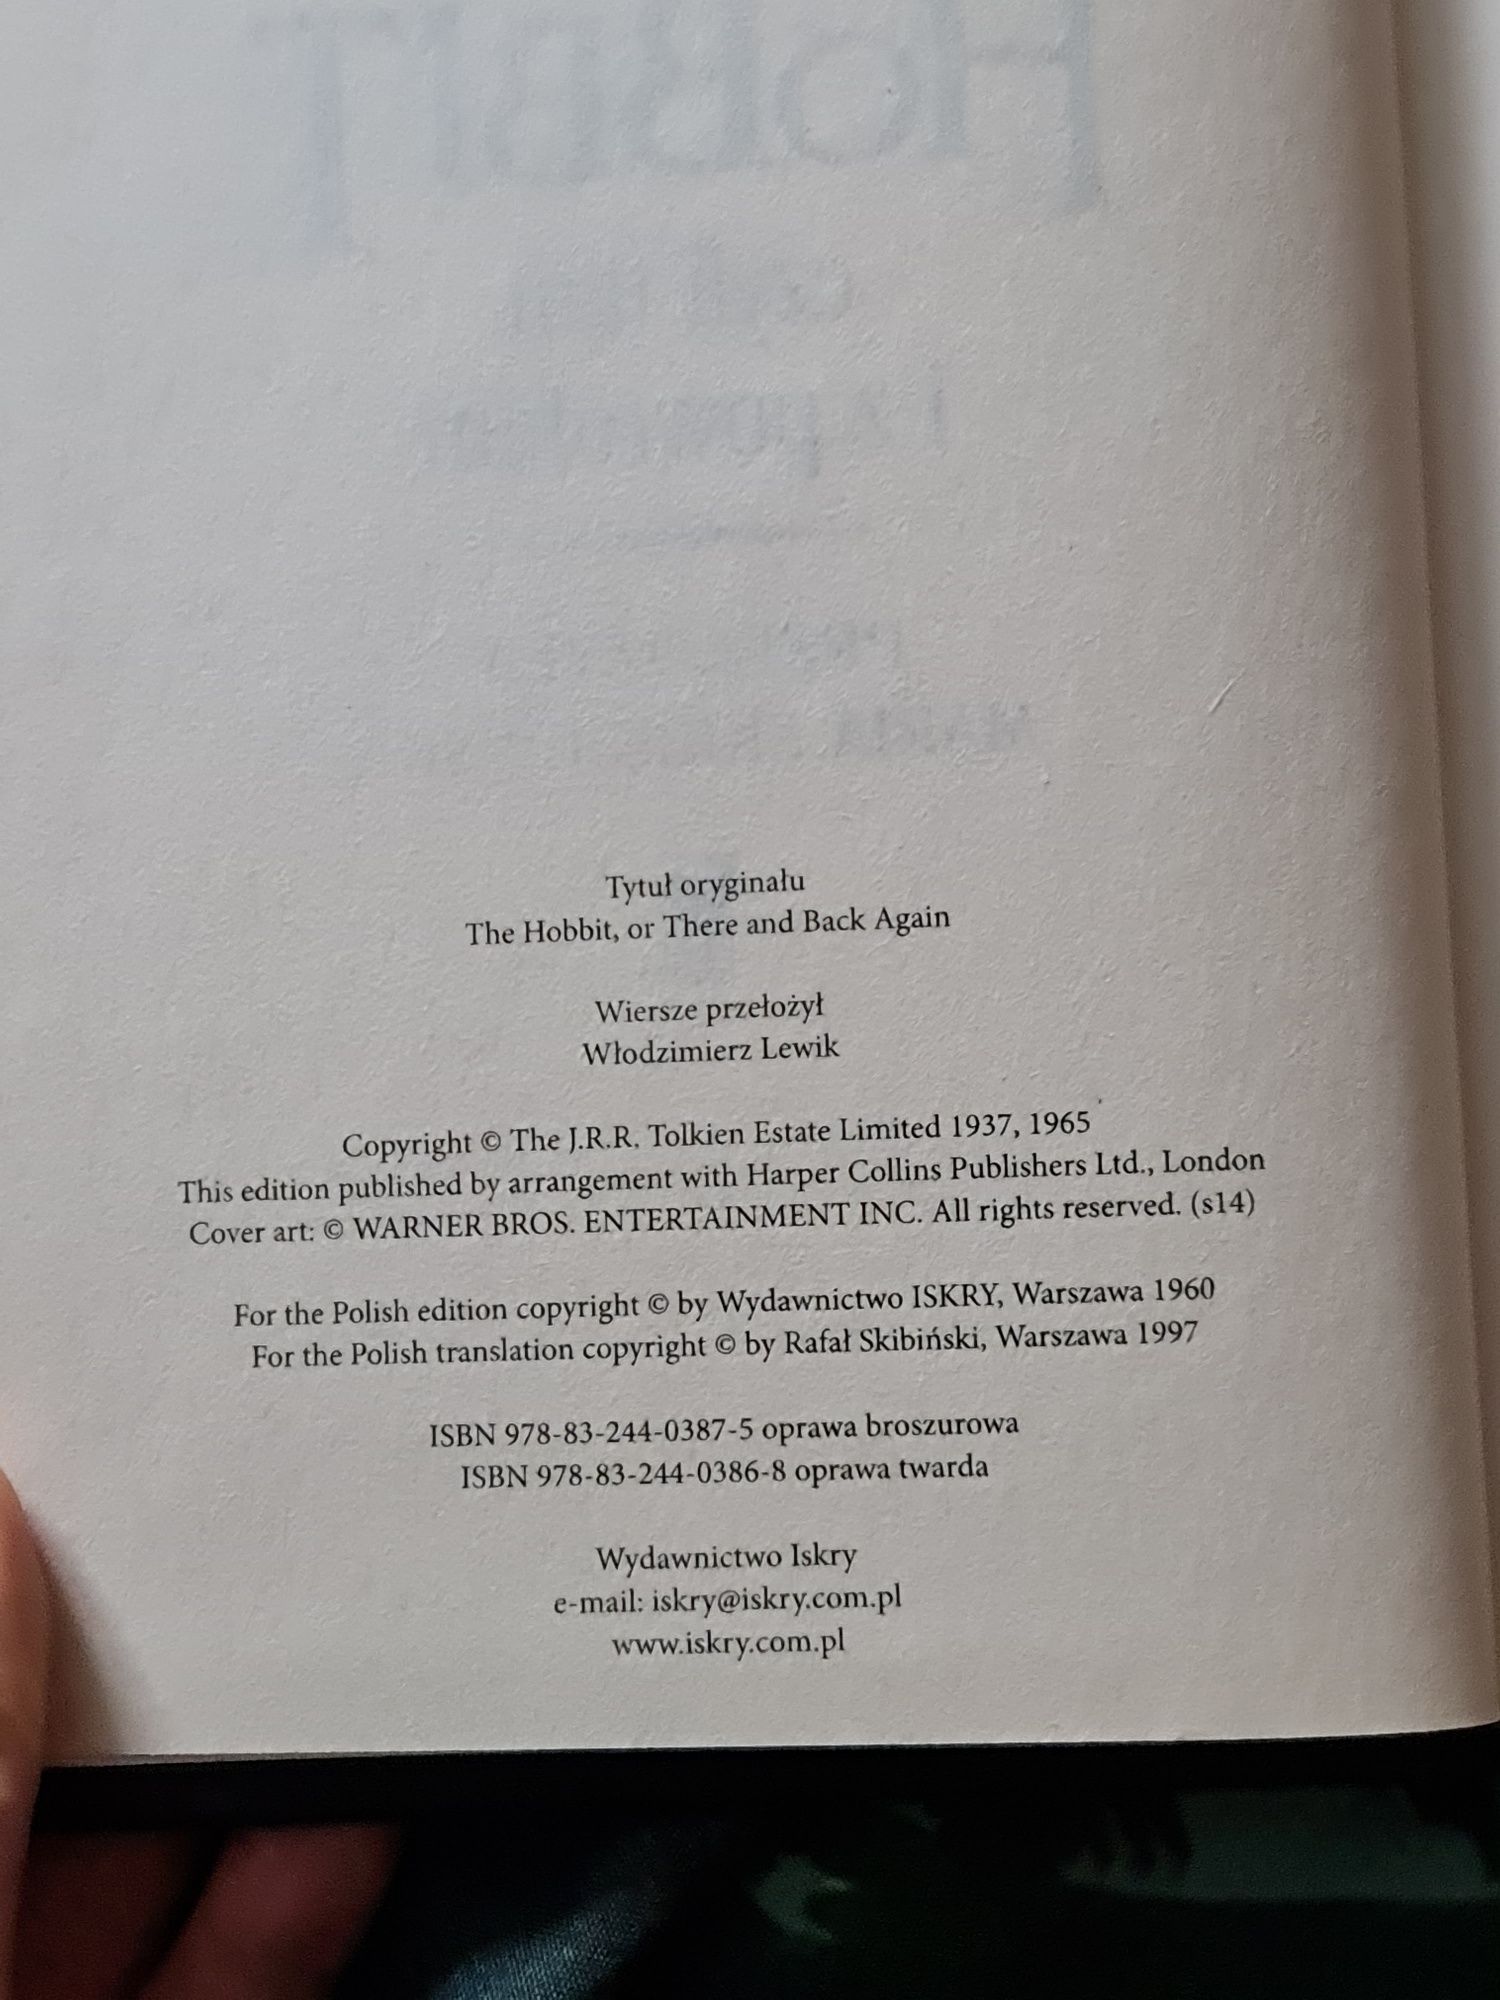 Tytuł oryginału
The Hobbit, or There and Back Again
Wiersze przełożył
Włodzimierz Lewik
Copyright © The J.R.R. Tolkien Estate Limited 1937, 1965
This edition published by arrangement with Harper Collins Publishers Ltd., London
Cover art: © WARNER BROS. ENTERTAINMENT INC. All rights reserved. (s14)
For the Polish edition copyright © by Wydawnictwo ISKRY, Warszawa 1960
For the Polish translation copyright © by Rafał Skibiński, Warszawa 1997
ISBN 978-83-244-0387-5 oprawa broszurowa
ISBN 978-83-244-0386-8 oprawa twarda
Wydawnictwo Iskry
e-mail: iskry@iskry.com.pl
www.iskry.com.pl